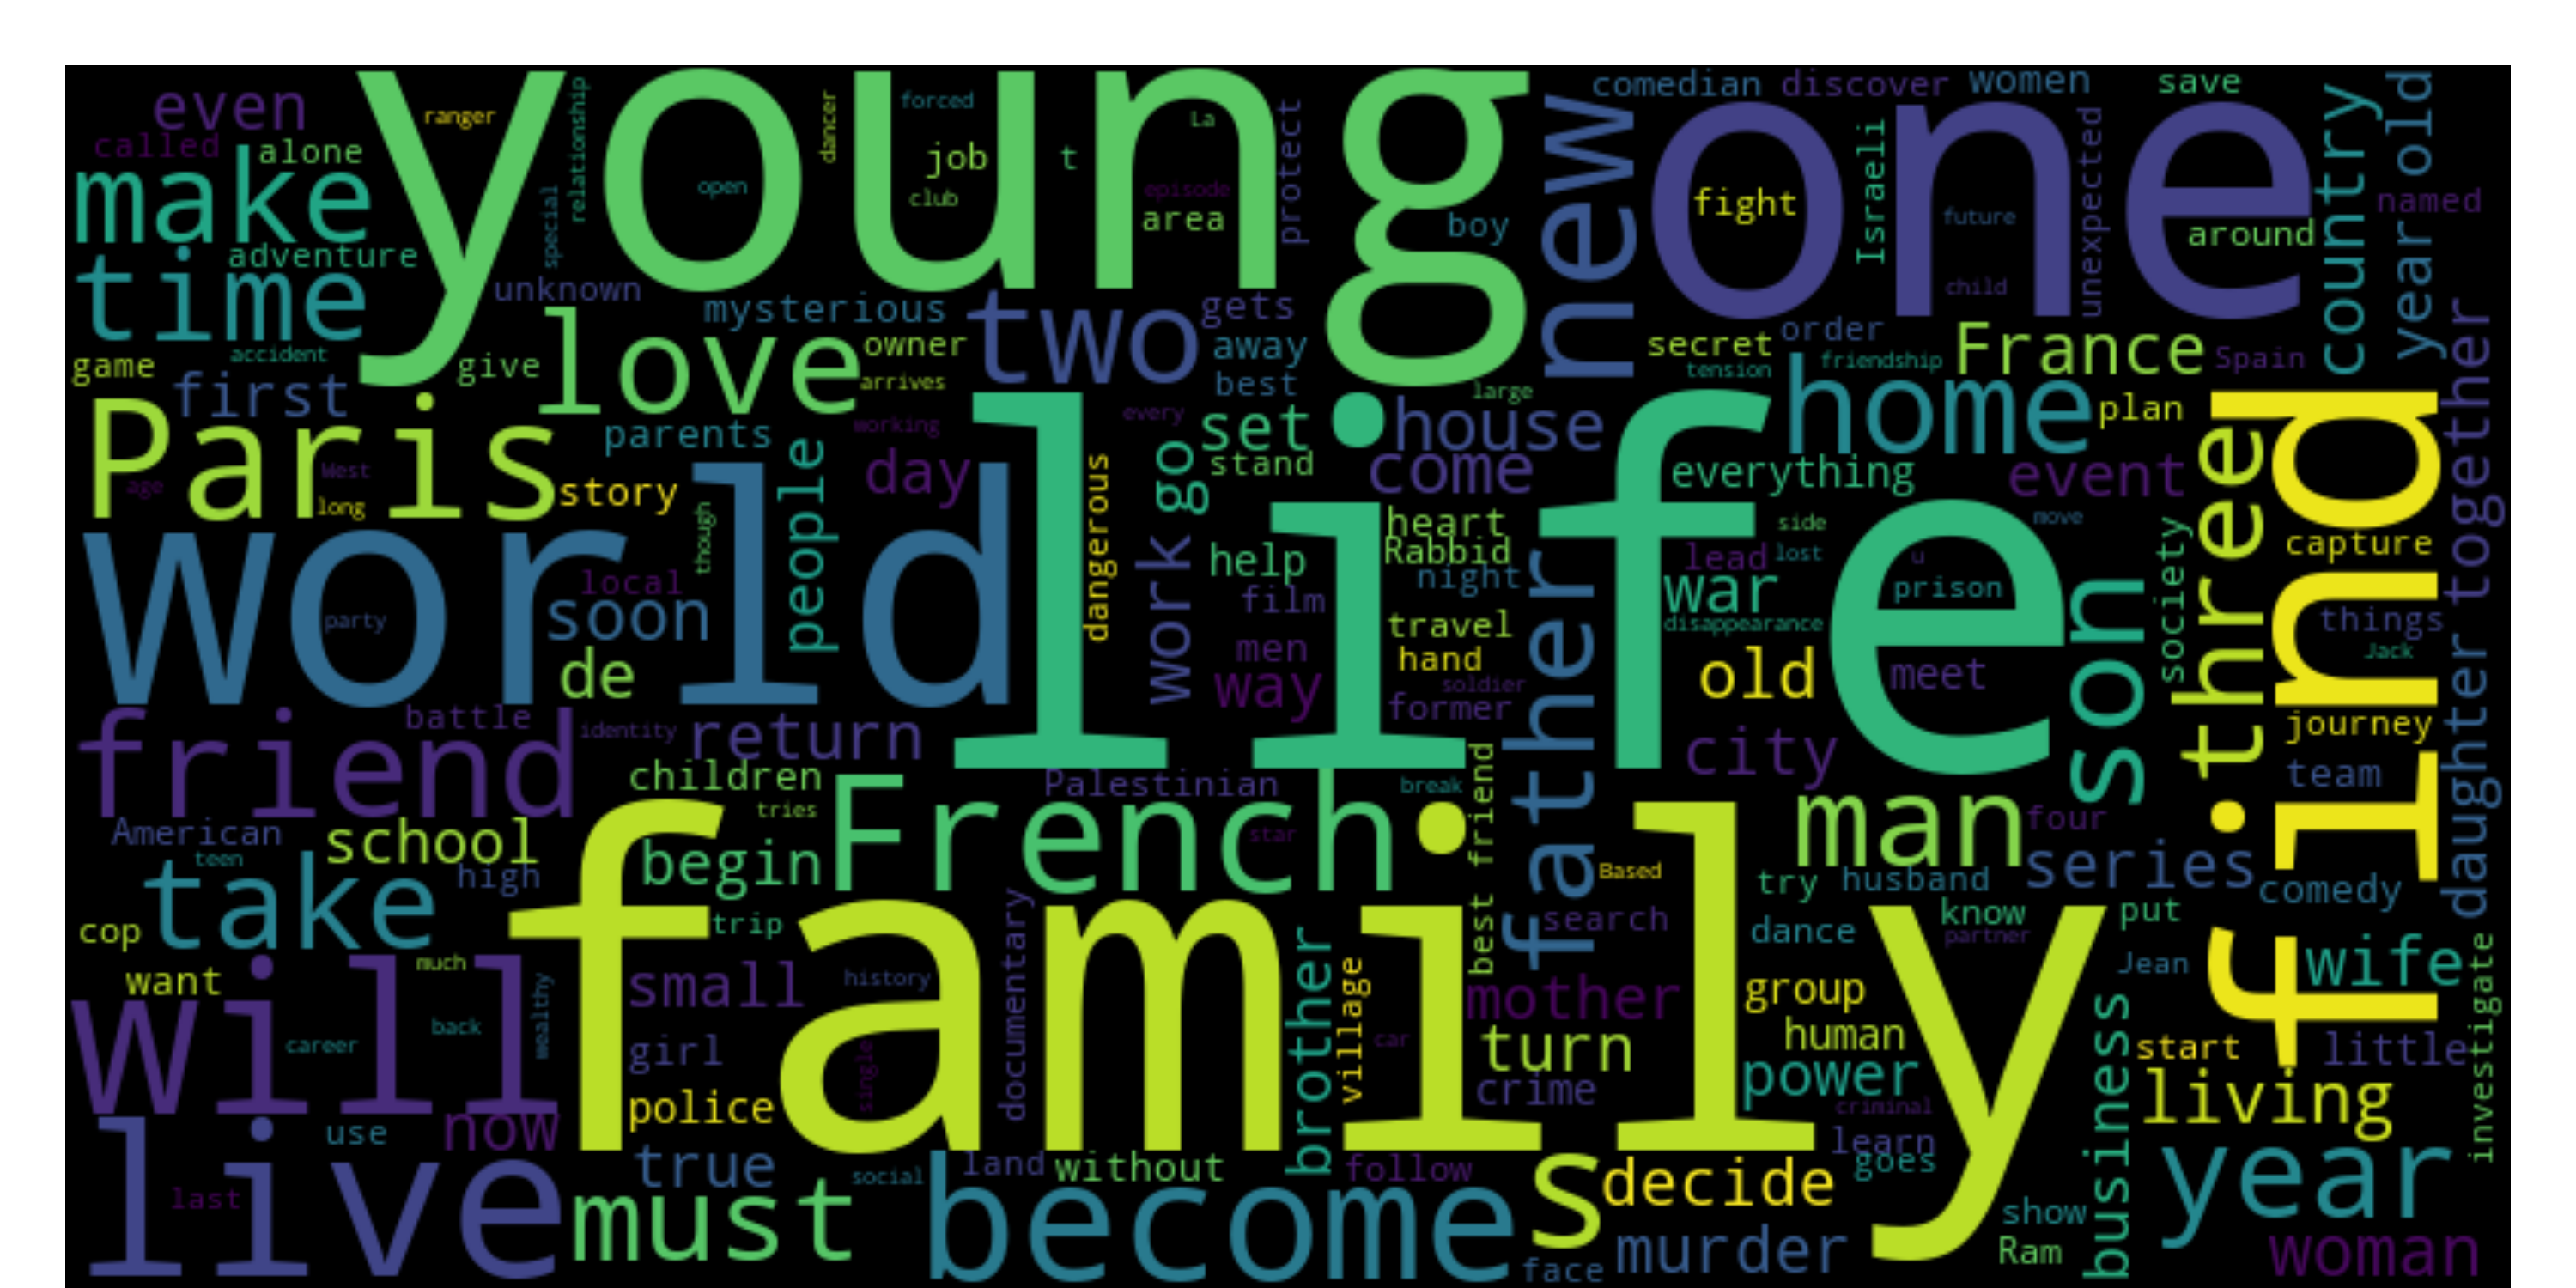 even
ranger
relationship
young
dancer
forced
La
protect
comedian
discover
women
save
country
year old
called
alone
job
t
new
one
make
open
club
episode
area
boy
fight
Israeli
future
unexpected
named
special
adventure
around
time
unknown
mysterious
two
gets
child
game
accident
give
love
owner
away
secret
order
tension
friendship
France
Spain
together
first
arrives
best
large
home
plan
Paris
parents
working
every
set
house
find
West
age
long
story
people
day
dangerous
go
stand
come
life
everything
event
three
world
though
work
help
heart
Rabbid
night
side
move
lead
lost
u
society
capture
party
local
soon
film
travel
father
war
prison
disappearance
son
things
Jack
de
men
hand
way
soldier
former
old
meet
friend
battle
identity
return
city
journey
children
Palestinian
break
best friend
team
daughter
American
school
tries
French
star
man
four
teen
take
high
begin
Based
series
try
husband
comedy
cop
trip
family
documentary
search
dance
know
partner
put
want
much
will
small
history
brother
village
mother
group
Jean
wife
investigate
career
back
wealthy
girl
single
car
turn
human
business
start
little
police
crime
power
criminal
living
live
use
now
true
social
land
without
follow
learn
goes
last
must
become
s
decide
year
show
face
murder
Ram
woman